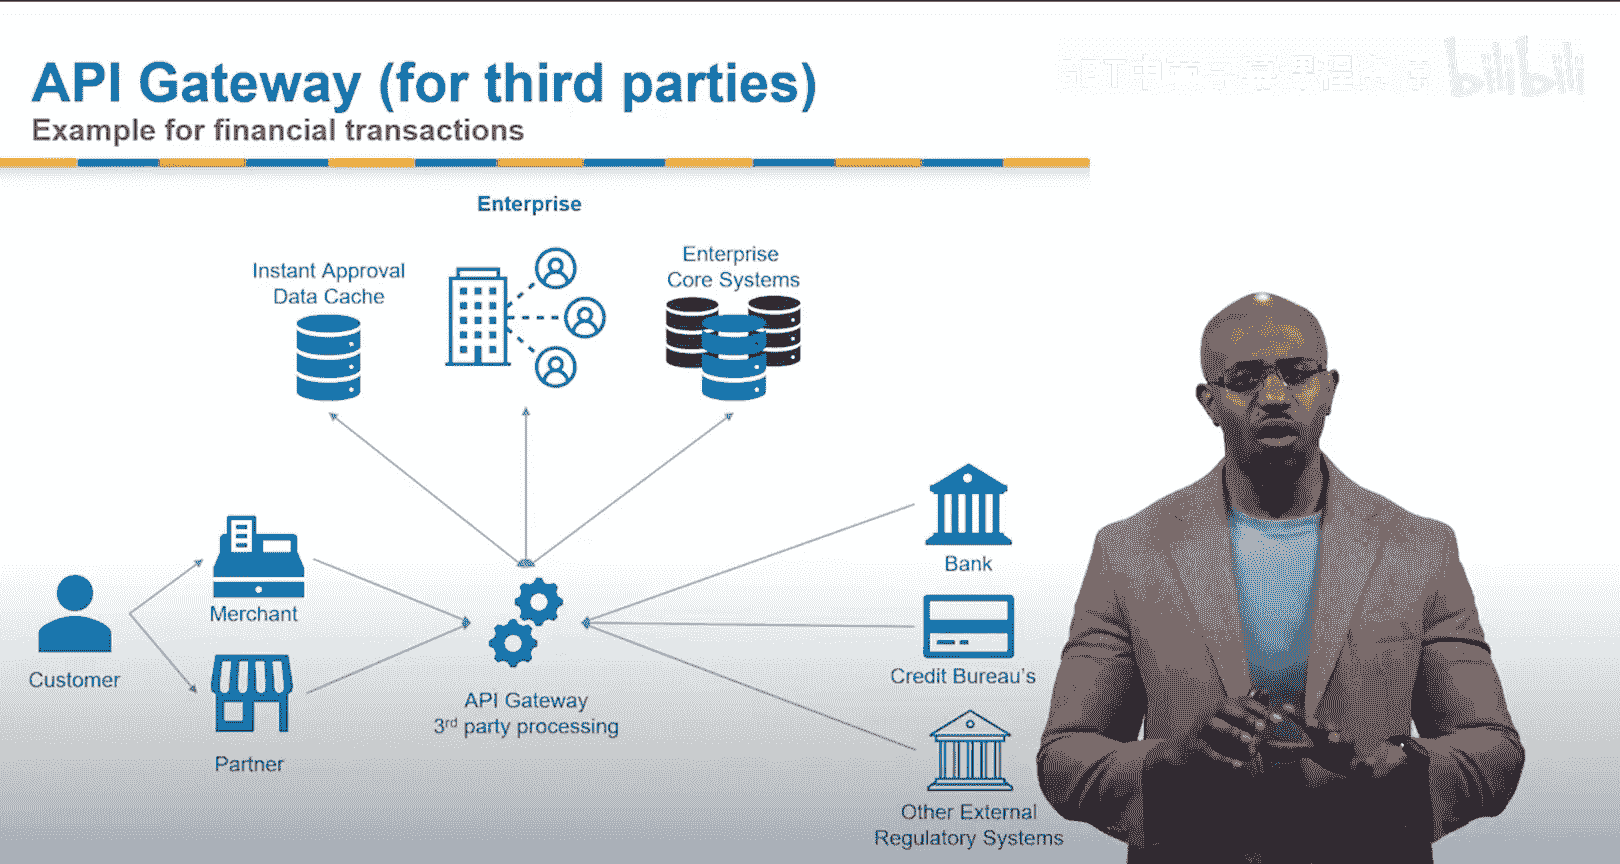 API Gateway (for third parties)
Example for financial transactions
bilibili
Enterprise
Instant Approval
Data Cache
Enterprise
Core Systems
Merchant
Customer
Partner
API Gateway
3rd party processing
Bank
Credit Bureau's
Other External
Regulatory Systems